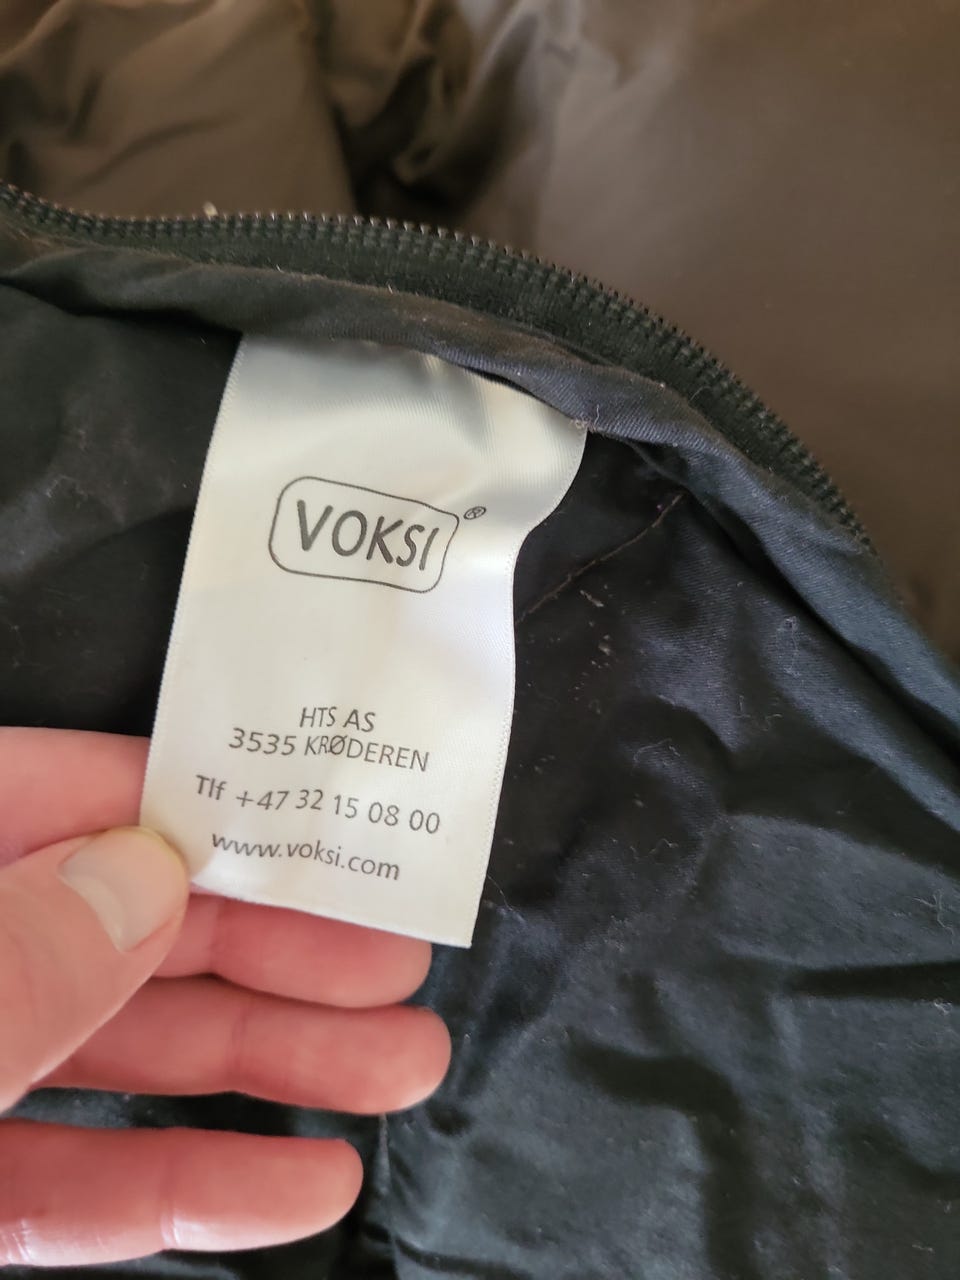 VOKSI®
HTS AS
3535 KRØDEREN
Tlf +47 32 15 08 00
www.voksi.com